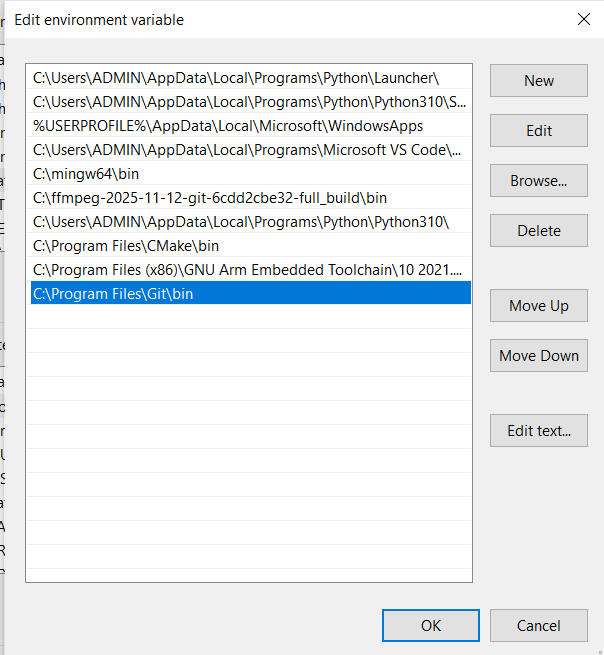 Edit environment variable
C:\Users\ADMIN\AppData\Local\Programs\Python\Launcher\
C:\Users\ADMIN\AppData\Local\Programs\Python\Python310\S...
%USERPROFILE%\AppData\Local\Microsoft\WindowsApps
C:\Users\ADMIN\AppData\Local\Programs\Microsoft VS Code\...
C:\mingw64\bin
C:\ffmpeg-2025-11-12-git-6cdd2cbe32-full_build\bin
C:\Users\ADMIN\AppData\Local\Programs\Python\Python310\
C:\Program Files\CMake\bin
C:\Program Files (x86)\GNU Arm Embedded Toolchain\10 2021....
C:\Program Files\Git\bin
New
Edit
Browse...
Delete
Move Up
Move Down
Edit text...
OK
Cancel